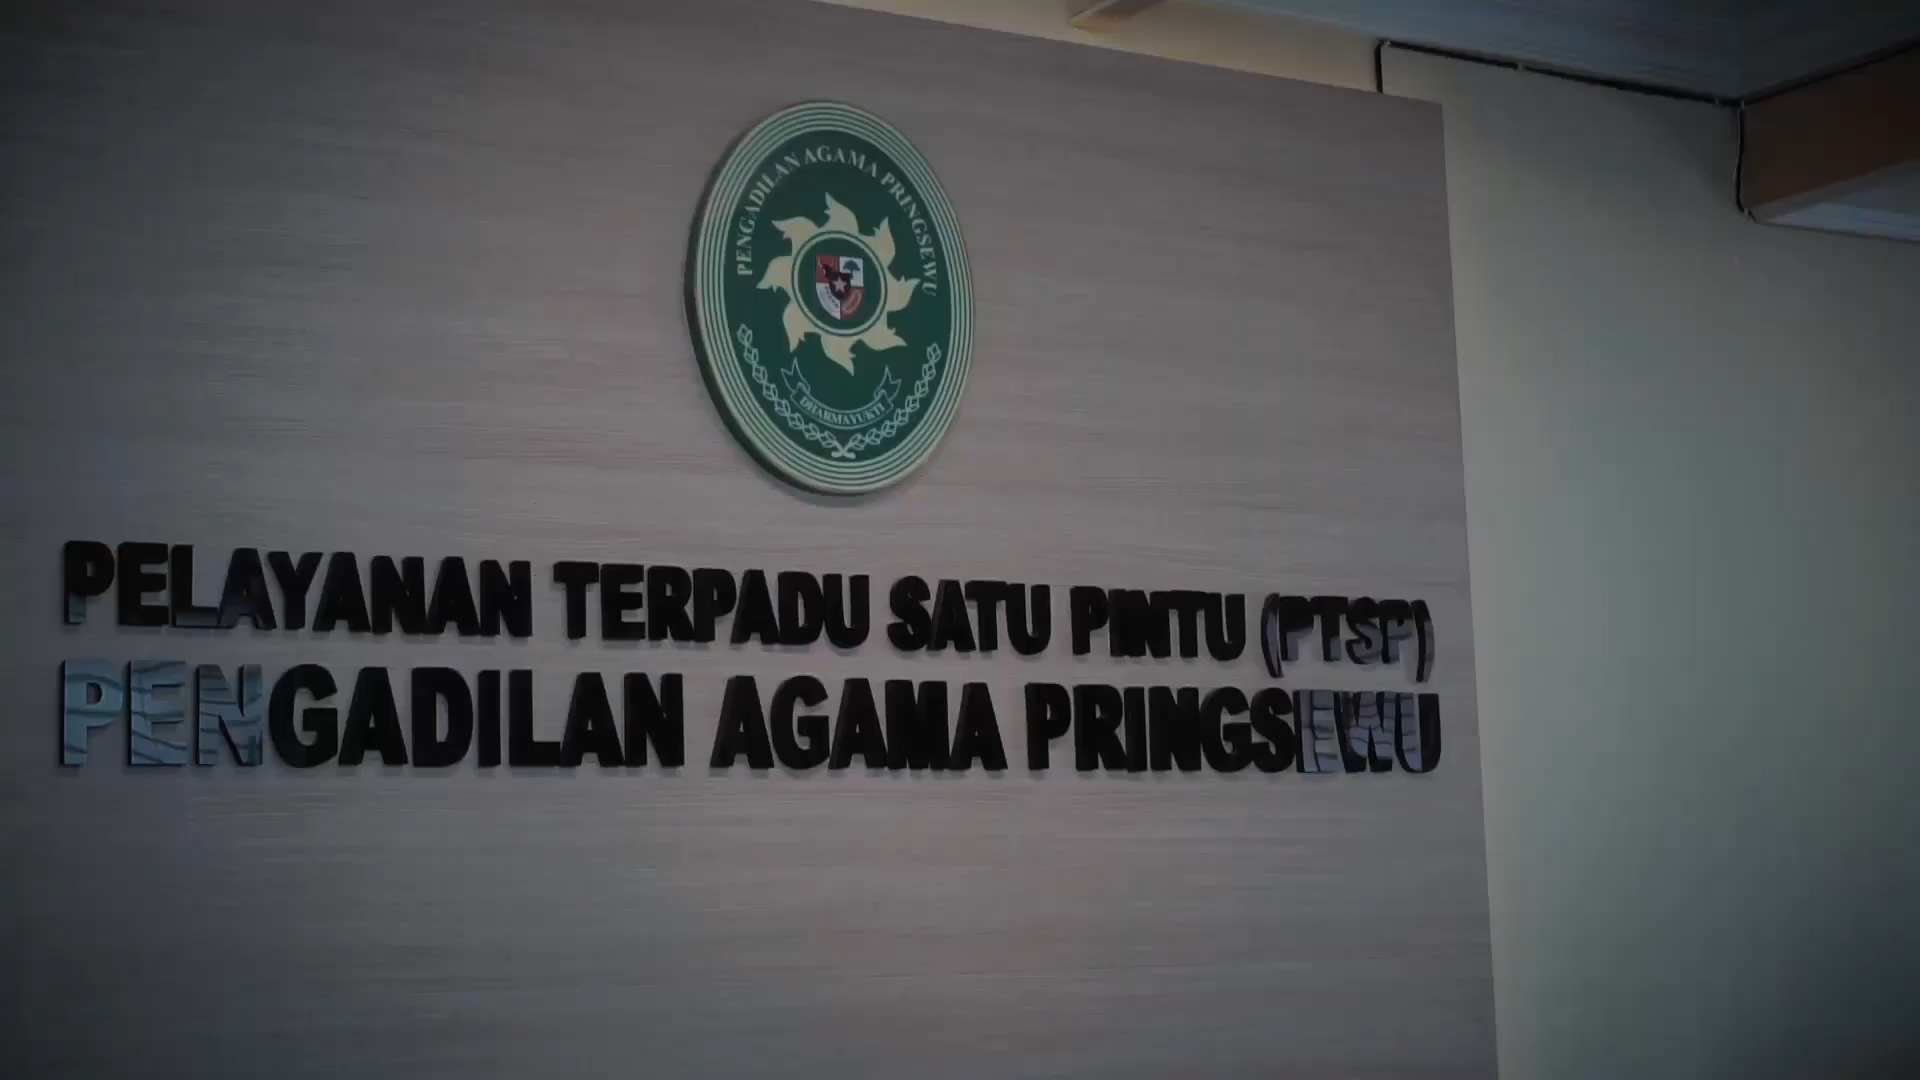 PENGADILAN AGAMA PRINGSEWU
DHARMAYUKTI
PELAYANAN TERPADU SATU PINTU (PTSP)
PENGADILAN AGAMA PRINGSEWU